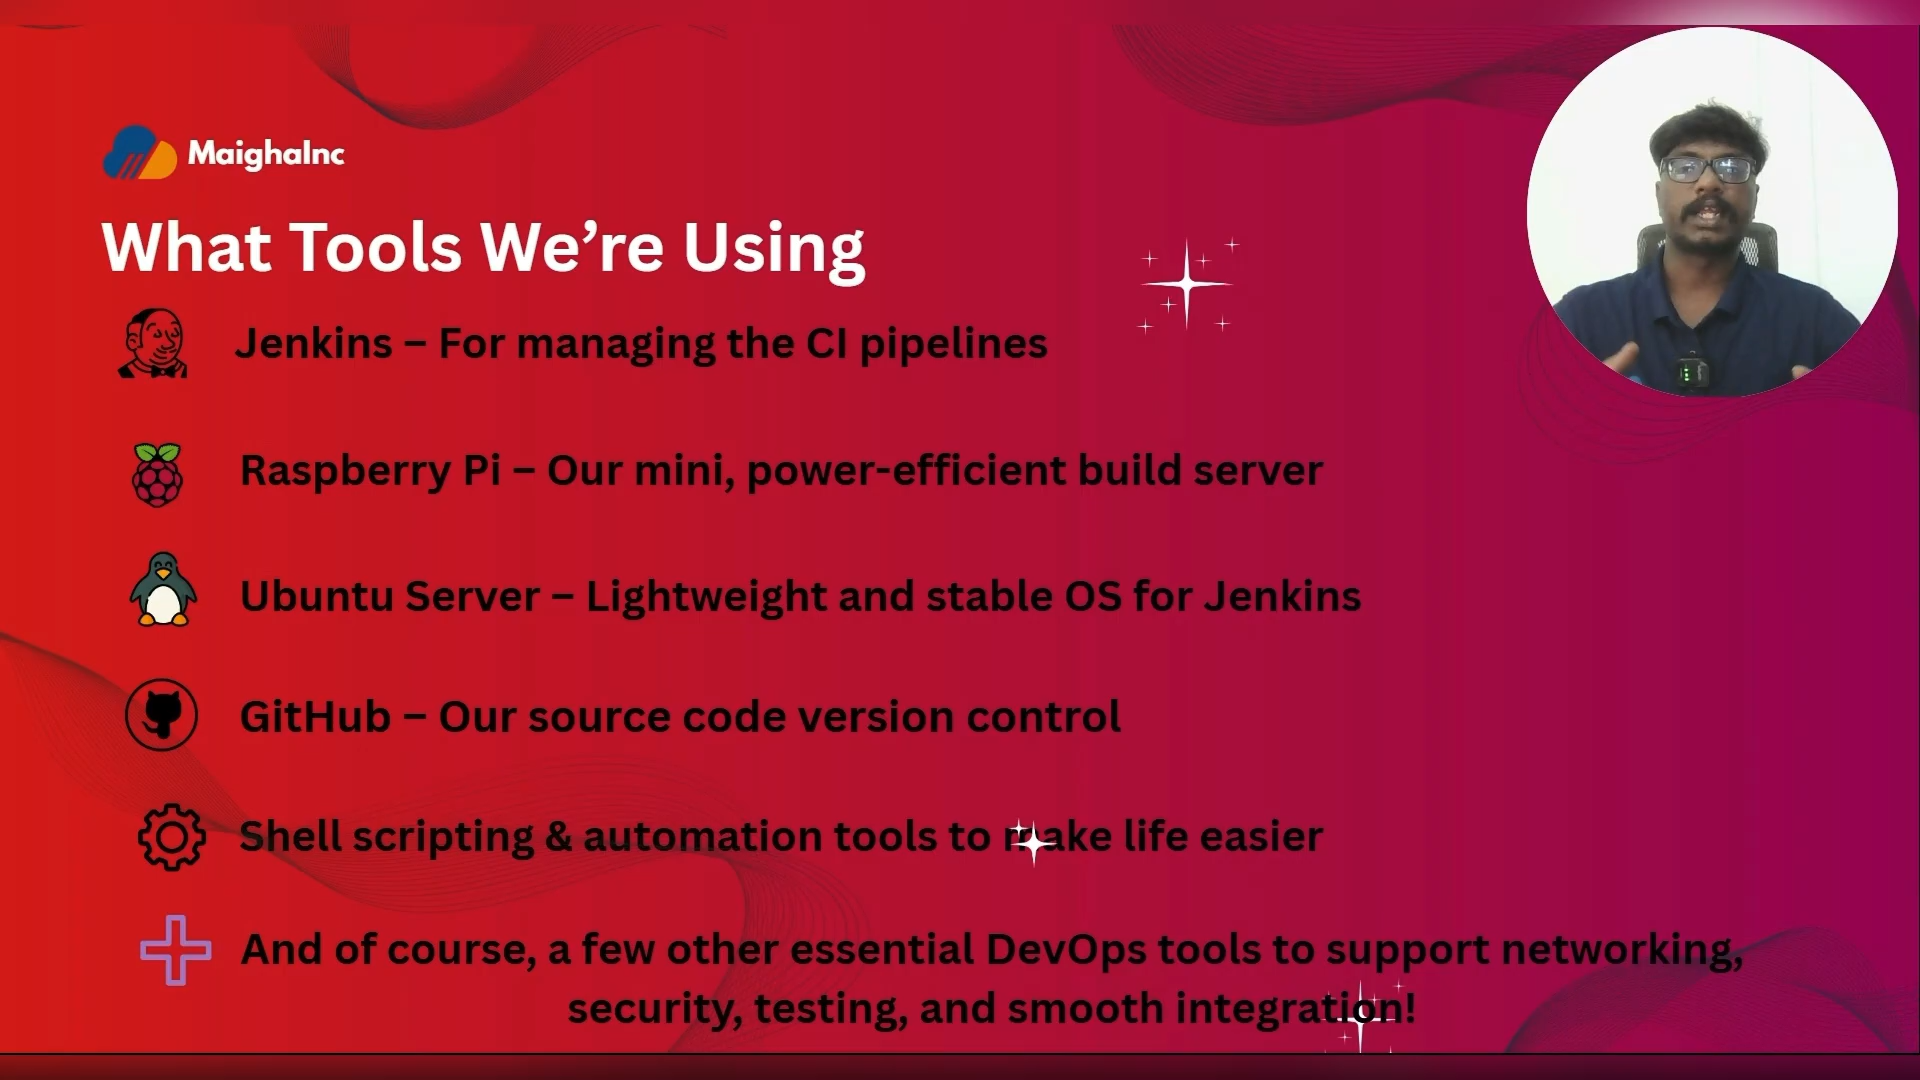 MaighaInc
What Tools We’re Using
Jenkins – For managing the CI pipelines
Raspberry Pi – Our mini, power-efficient build server
Ubuntu Server – Lightweight and stable OS for Jenkins
GitHub – Our source code version control
Shell scripting & automation tools to make life easier
And of course, a few other essential DevOps tools to support networking,
security, testing, and smooth integration!